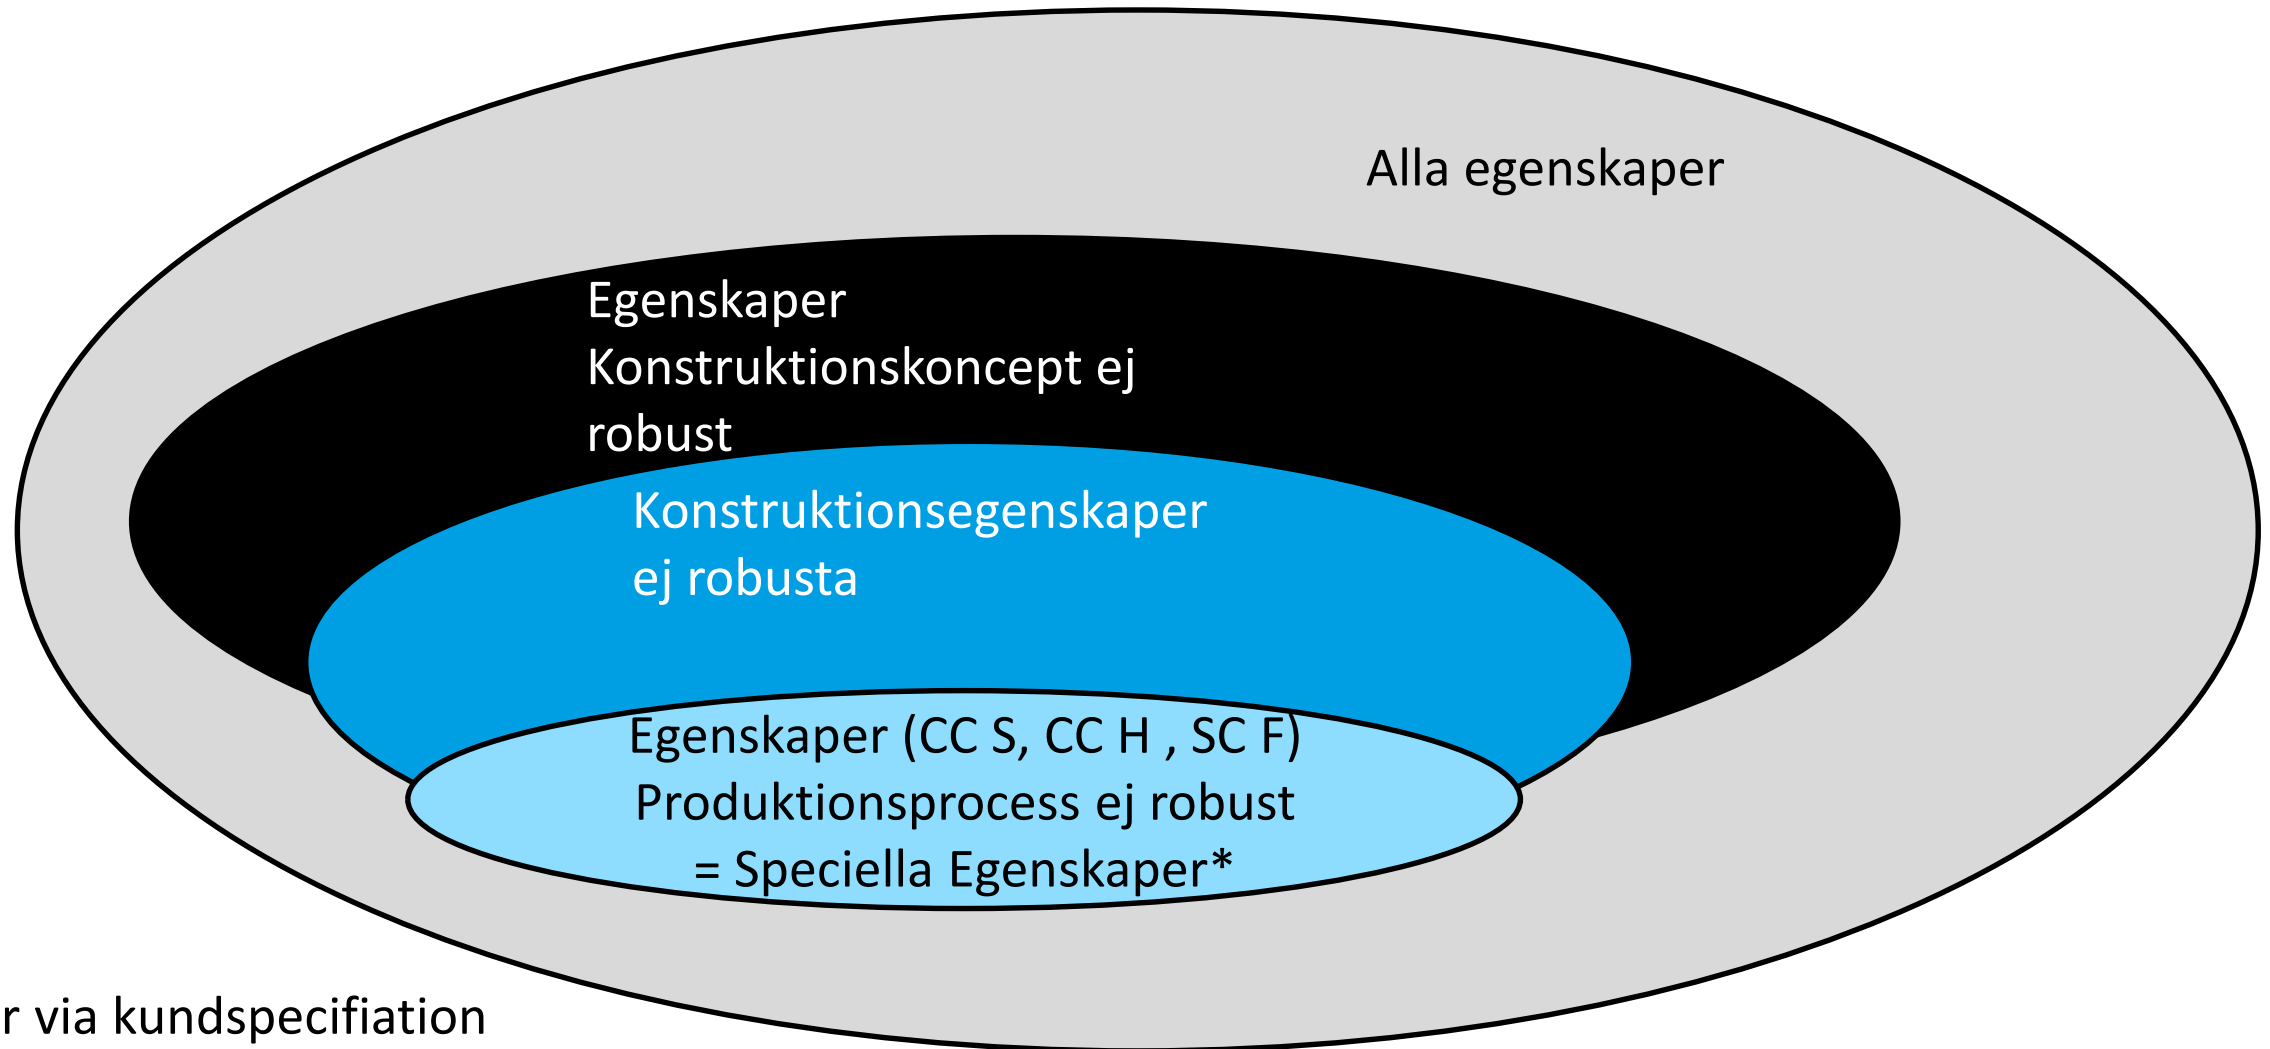 Alla egenskaper
Egenskaper
Konstruktionskoncept ej
robust
Konstruktionsegenskaper
ej robusta
Egenskaper (CC S, CC H , SC F)
Produktionsprocess ej robust
= Speciella Egenskaper*
r via kundspecifiation